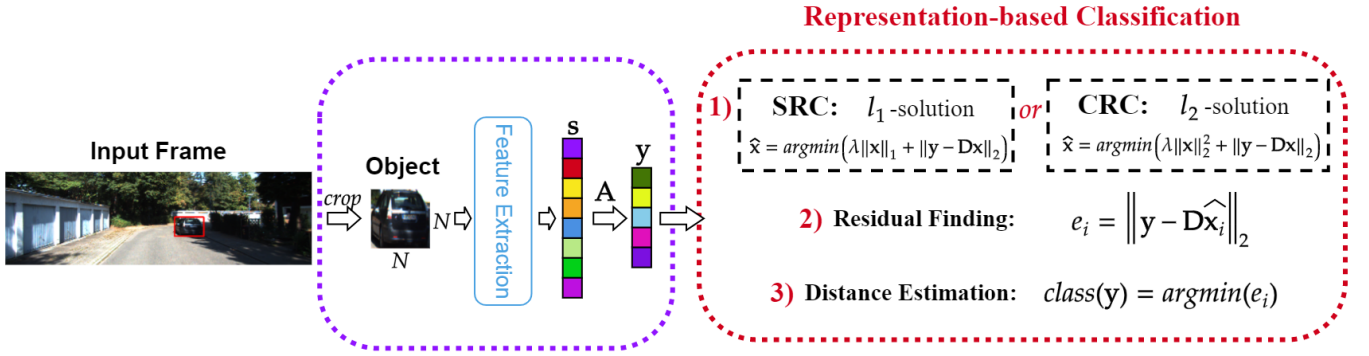 Representation-based Classification
Input Frame
crop
Object
N
N
Feature Extraction
s
A
y
1) SRC: l₁ -solution
x̂ = argmin(λ‖x‖₁ + ‖y − Dx‖₂)
or
CRC: l₂ -solution
x̂ = argmin(λ‖x‖₂² + ‖y − Dx‖₂)
2) Residual Finding: eᵢ = ‖y − Dx̂ᵢ‖₂
3) Distance Estimation: class(y) = argmin(eᵢ)